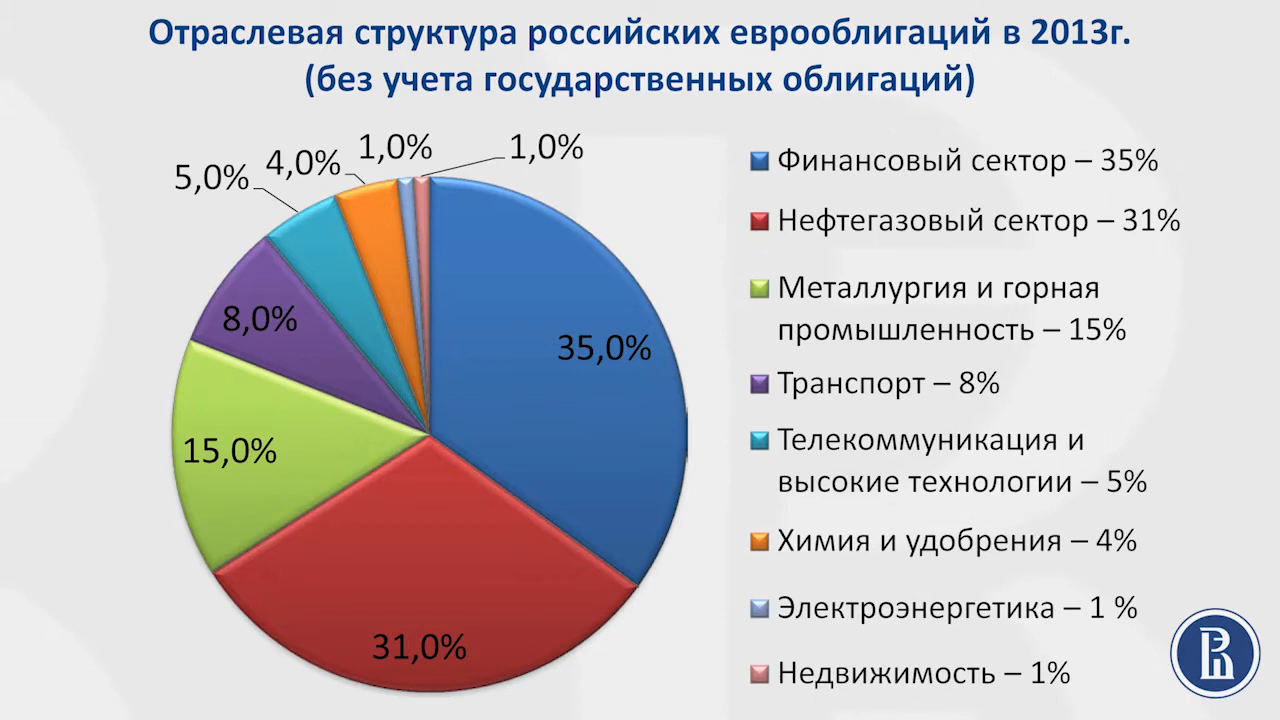 Отраслевая структура российских еврооблигаций в 2013г.
(без учета государственных облигаций)
5,0%
4,0%
1,0%
1,0%
8,0%
35,0%
15,0%
31,0%
Финансовый сектор – 35%
Нефтегазовый сектор – 31%
Металлургия и горная
промышленность – 15%
Транспорт – 8%
Телекоммуникация и
высокие технологии – 5%
Химия и удобрения – 4%
Электроэнергетика – 1 %
Недвижимость – 1%